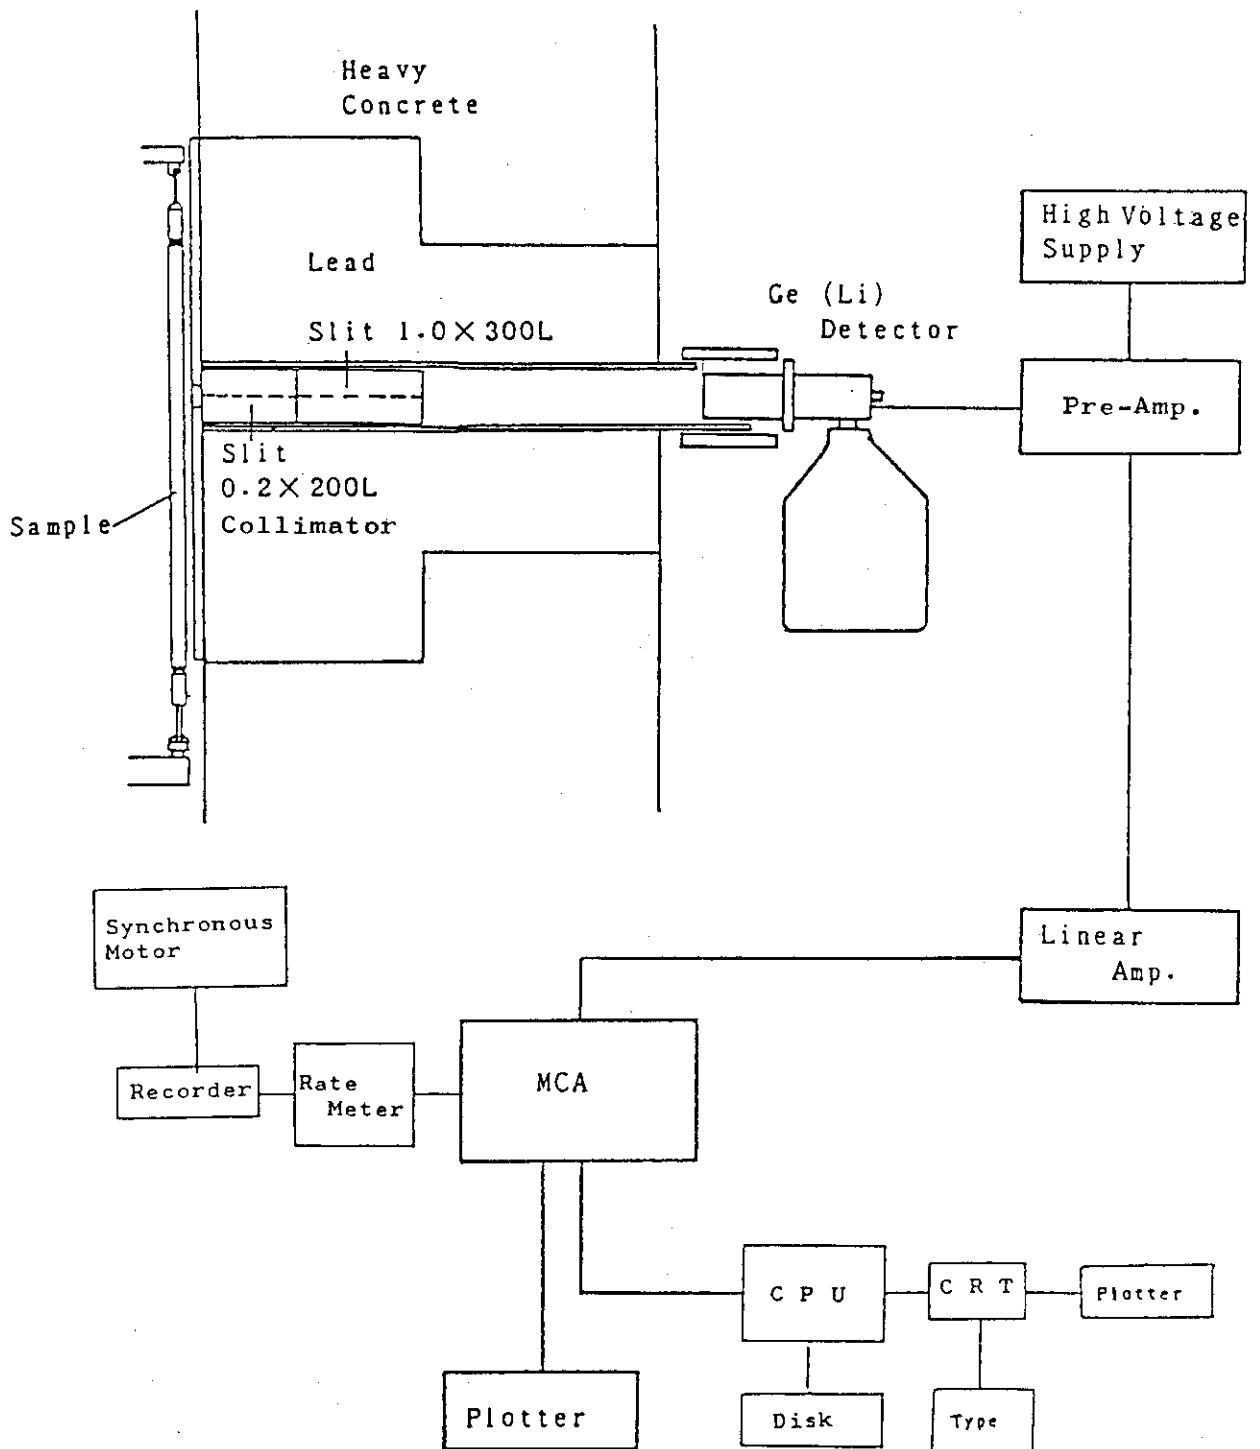 Heavy
Concrete
High Voltage
Supply
Lead
Ge (Li)
Detector
Slit 1.0×300L
Pre-Amp.
Slit
0.2×200L
Collimator
Sample
Synchronous
Motor
Linear
Amp.
Recorder
Rate
Meter
MCA
CPU
CRT
Plotter
Plotter
Disk
Type